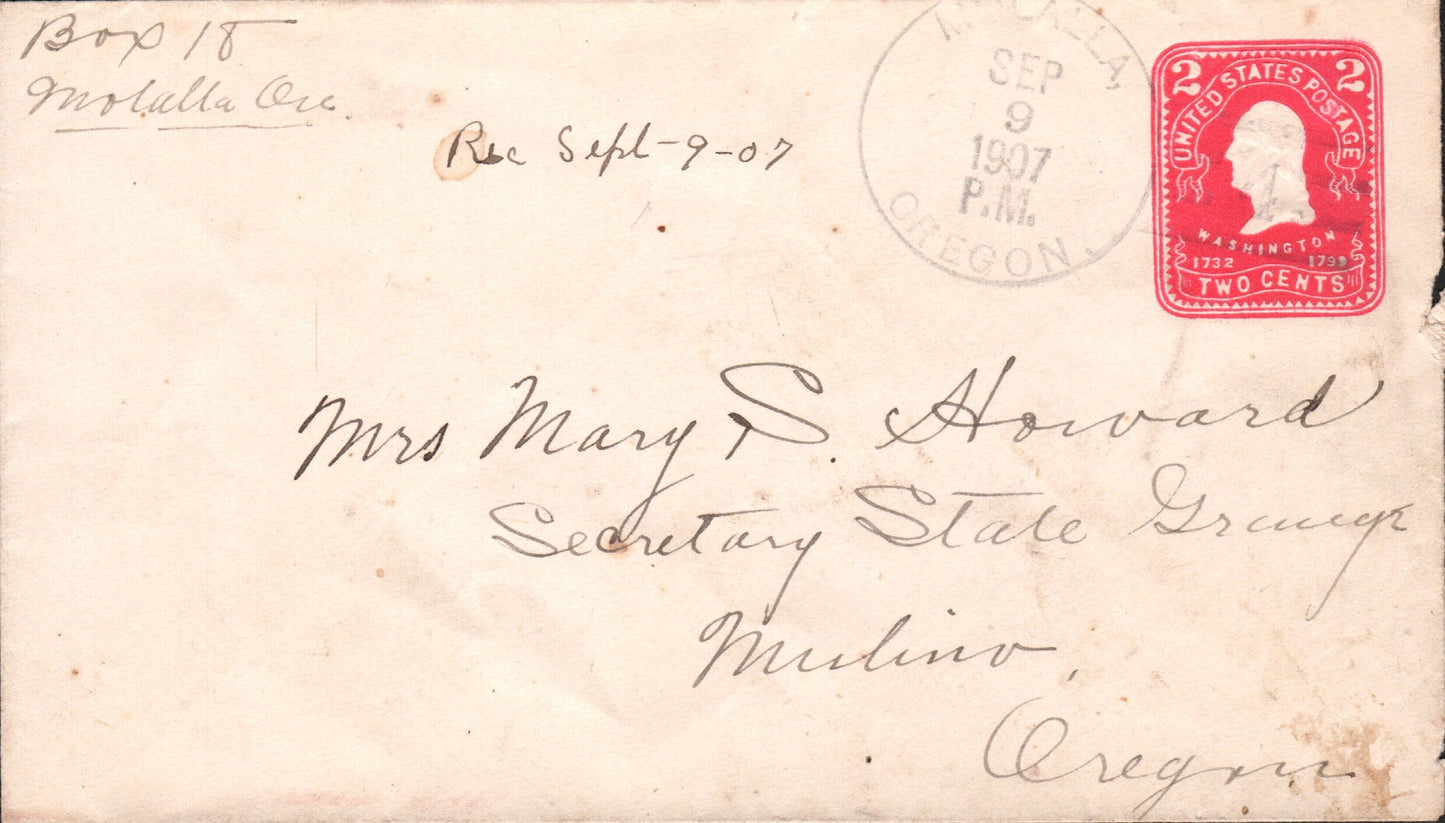 Box 18
Molalla Ore.
Rec Sept-9-07
MOLALLA,
SEP
9
1907
P.M.
OREGON.
2 2
UNITED STATES POSTAGE
WASHINGTON
1732 1799
TWO CENTS
Mrs Mary S. Howard
Secretary State Grange
Mulino,
Oregon